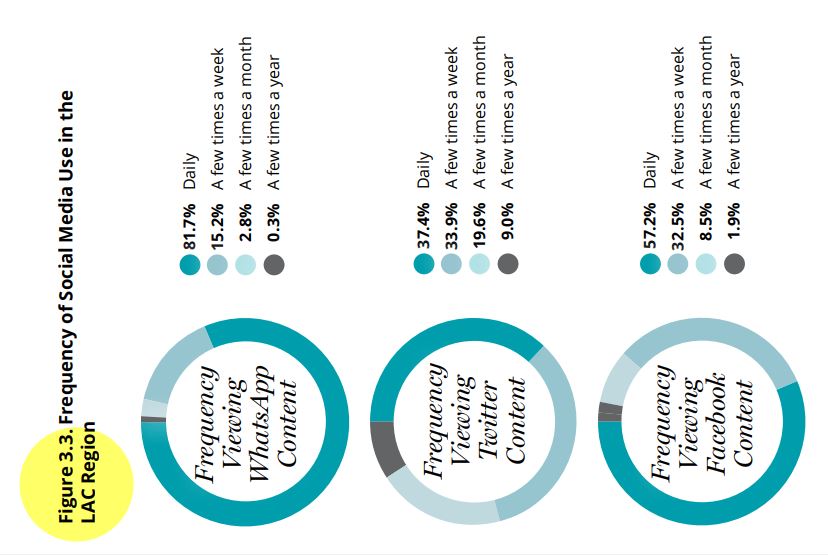 Figure 3.3. Frequency of Social Media Use in the
LAC Region
Frequency
Viewing
WhatsApp
Content
81.7% Daily
15.2% A few times a week
2.8% A few times a month
0.3% A few times a year
Frequency
Viewing
Twitter
Content
37.4% Daily
33.9% A few times a week
19.6% A few times a month
9.0% A few times a year
Frequency
Viewing
Facebook
Content
57.2% Daily
32.5% A few times a week
8.5% A few times a month
1.9% A few times a year